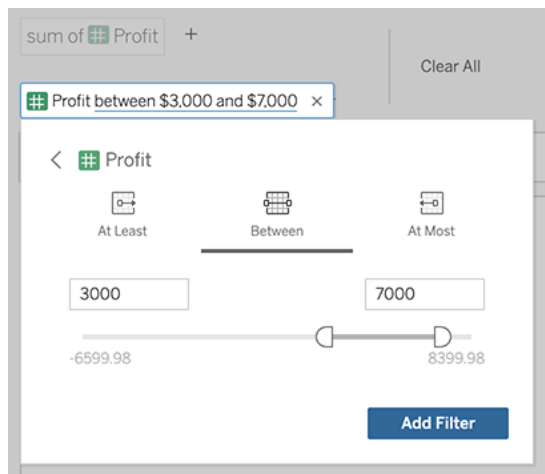 sum of Profit +
Clear All
Profit between $3,000 and $7,000 ×
Profit
At Least Between At Most
3000 7000
-6599.98 8399.98
Add Filter